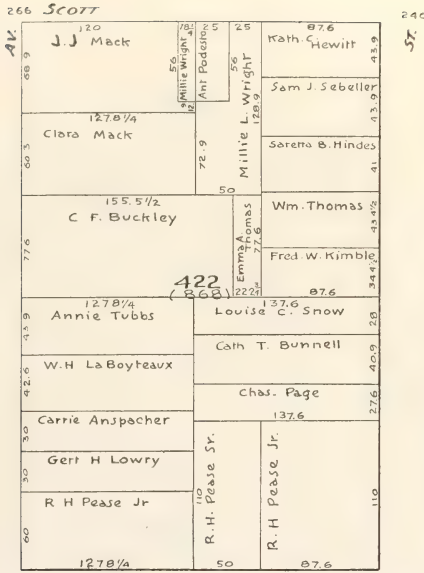 266 SCOTT
240
AV.
ST.
120
J.J Mack
68 9
56
Millie Wright
25
Ant Podesto
72.9
25
56
Millie L. Wright
128.9
87.6
Kath. C Hewitt
43.9
Sam J. Sebeller
43.9
127.8 1/4
Clara Mack
60 3
Saretta B. Hindes
41
50
155.5 1/2
C F. Buckley
77.6
Emma A. Thomas
77.6
Wm. Thomas
43 4 1/2
Fred. W. Kimble
34 4 1/2
87.6
422
(868)
127 8 1/4
Annie Tubbs
43 9
137.6
Louise C. Snow
28
Cath T. Bunnell
40.9
W.H La Boyteaux
42.6
Chas. Page
27.6
137.6
Carrie Anspacher
30
Gert H Lowry
30
R H Pease Jr
60
127 8 1/4
110
R.H. Pease Sr.
50
R. H Pease Jr.
110
87.6